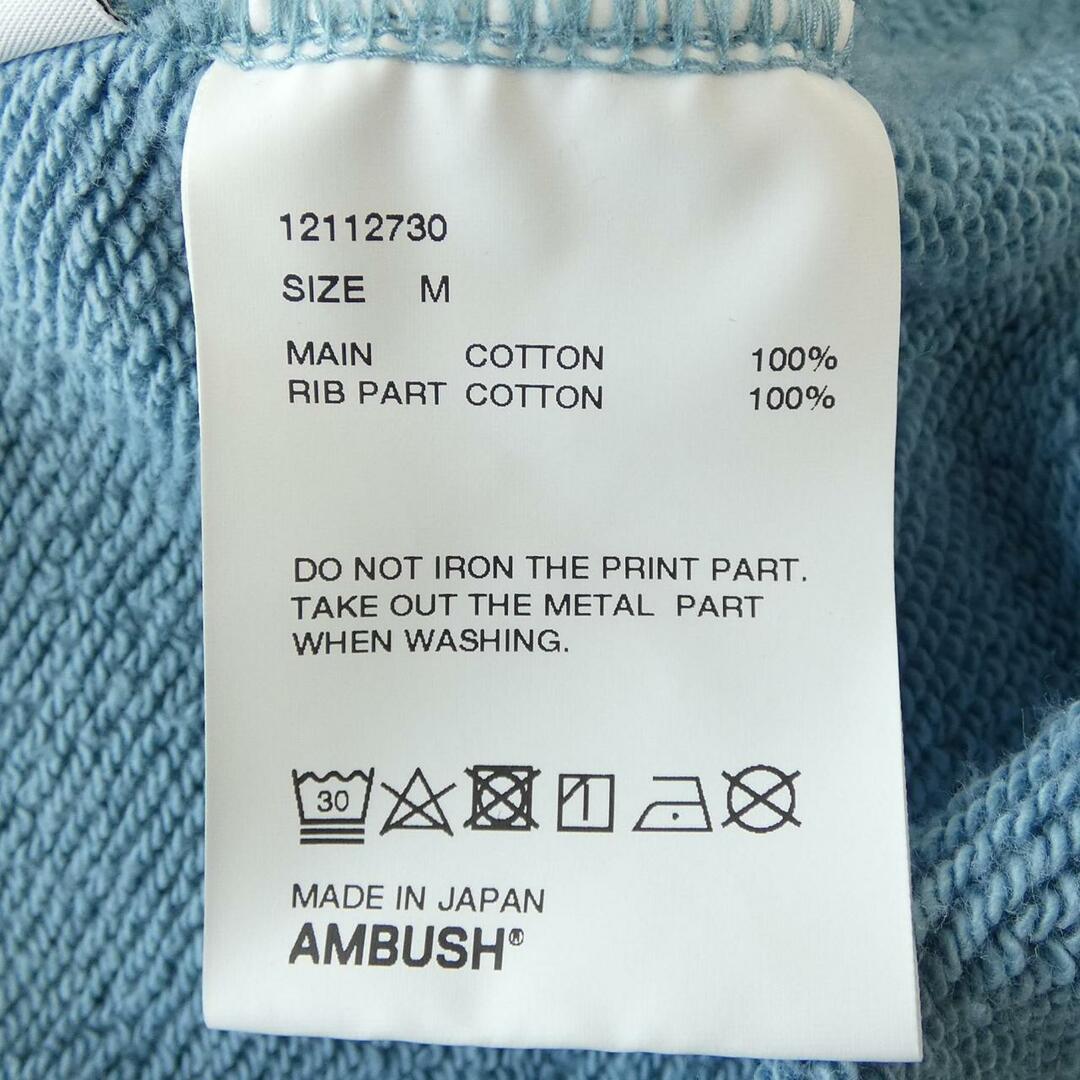 12112730
SIZE M
MAIN COTTON 100%
RIB PART COTTON 100%
DO NOT IRON THE PRINT PART.
TAKE OUT THE METAL PART
WHEN WASHING.
30
MADE IN JAPAN
AMBUSH®